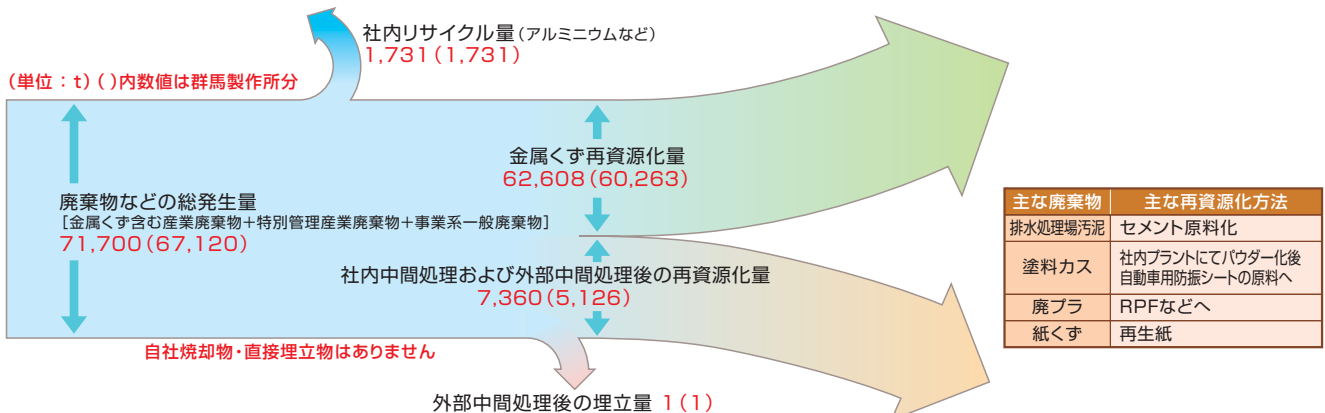 社内リサイクル量(アルミニウムなど)
1,731(1,731)
(単位:t)( )内数値は群馬製作所分
金属くず再資源化量
62,608(60,263)
廃棄物などの総発生量
[金属くず含む産業廃棄物+特別管理産業廃棄物+事業系一般廃棄物]
71,700(67,120)
社内中間処理および外部中間処理後の再資源化量
7,360(5,126)
自社焼却物・直接埋立物はありません
外部中間処理後の埋立量 1(1)
主な廃棄物 主な再資源化方法
排水処理場汚泥 セメント原料化
塗料カス 社内プラントにてパウダー化後
自動車用防振シートの原料へ
廃プラ RPFなどへ
紙くず 再生紙